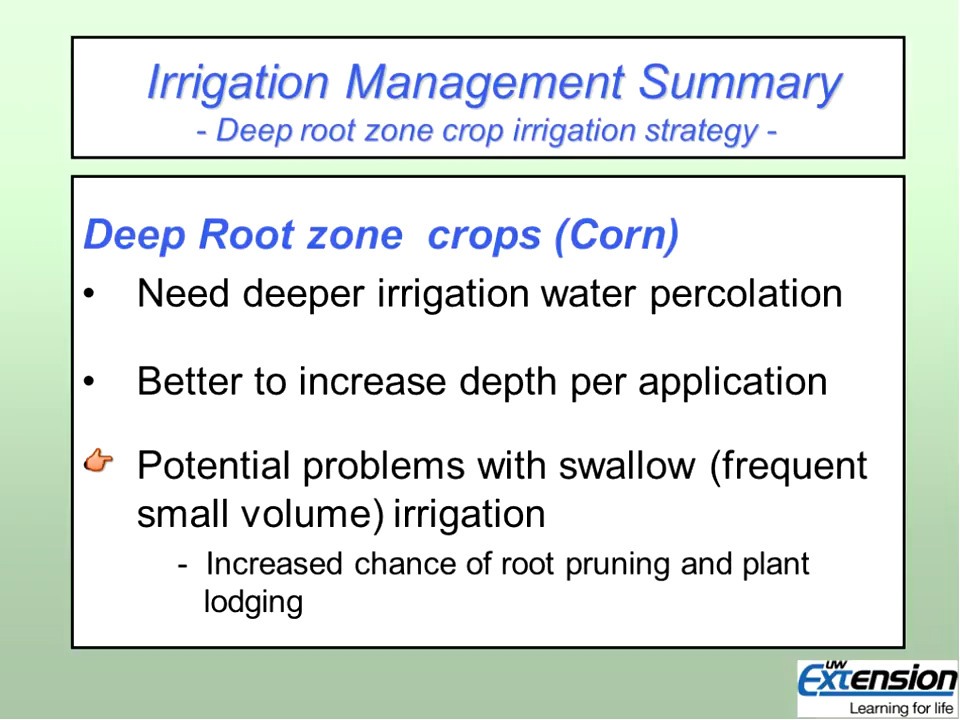 Irrigation Management Summary
- Deep root zone crop irrigation strategy -
Deep Root zone crops (Corn)
• Need deeper irrigation water percolation
• Better to increase depth per application
Potential problems with swallow (frequent
small volume) irrigation
- Increased chance of root pruning and plant
lodging
UW
Extension
Learning for life